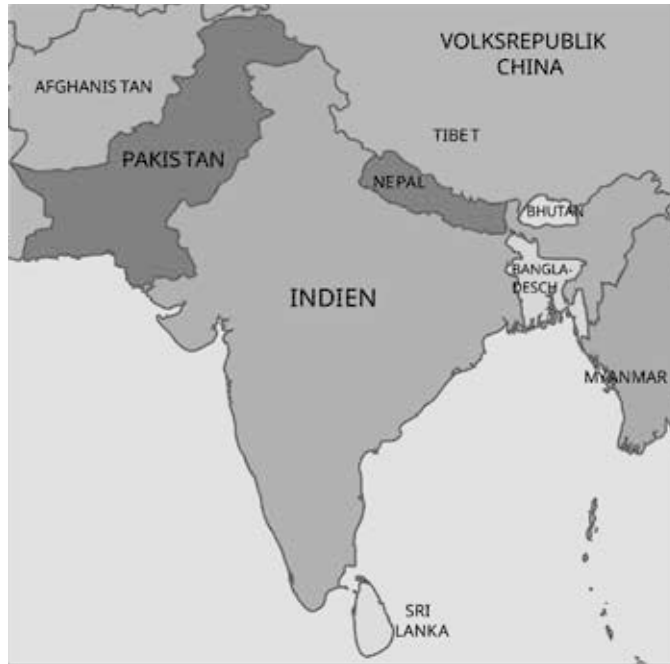 VOLKSREPUBLIK
CHINA
AFGHANISTAN
TIBET
PAKISTAN
NEPAL
BHUTAN
BANGLA-
DESCH
INDIEN
MYANMAR
SRI
LANKA